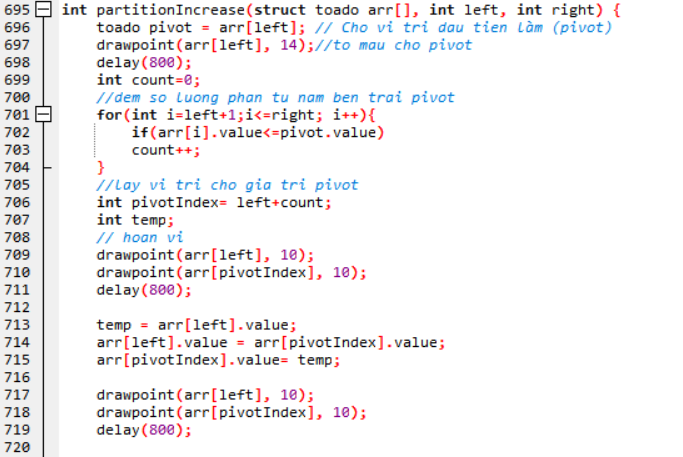 695 int partitionIncrease(struct toado arr[], int left, int right) {
696 toado pivot = arr[left]; // Cho vi tri dau tien làm (pivot)
697 drawpoint(arr[left], 14);//to mau cho pivot
698 delay(800);
699 int count=0;
700 //dem so luong phan tu nam ben trai pivot
701 for(int i=left+1;i<=right; i++){
702 if(arr[i].value<=pivot.value)
703 count++;
704 }
705 //lay vi tri cho gia tri pivot
706 int pivotIndex= left+count;
707 int temp;
708 // hoan vi
709 drawpoint(arr[left], 10);
710 drawpoint(arr[pivotIndex], 10);
711 delay(800);
712
713 temp = arr[left].value;
714 arr[left].value = arr[pivotIndex].value;
715 arr[pivotIndex].value= temp;
716
717 drawpoint(arr[left], 10);
718 drawpoint(arr[pivotIndex], 10);
719 delay(800);
720